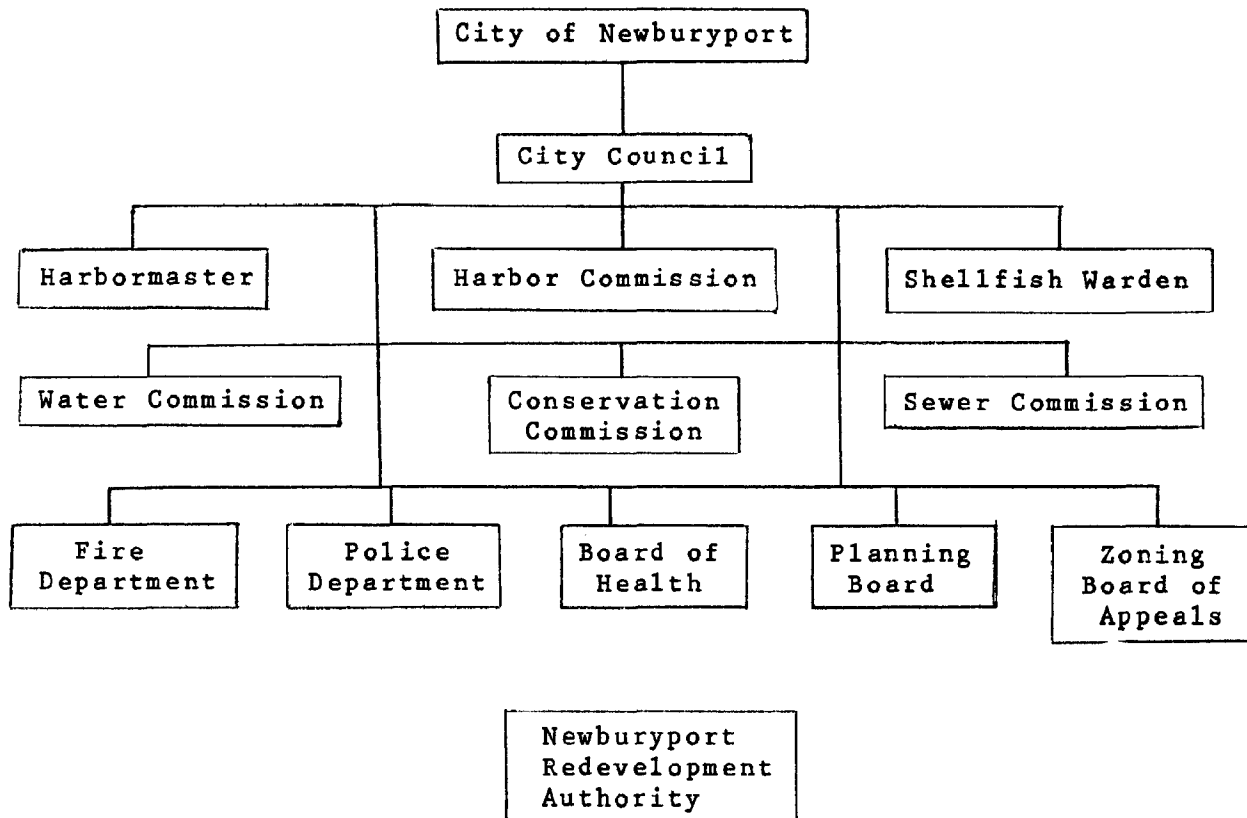 City of Newburyport
City Council
Harbormaster
Harbor Commission
Shellfish Warden
Water Commission
Conservation
Commission
Sewer Commission
Fire
Department
Police
Department
Board of
Health
Planning
Board
Zoning
Board of
Appeals
Newburyport
Redevelopment
Authority